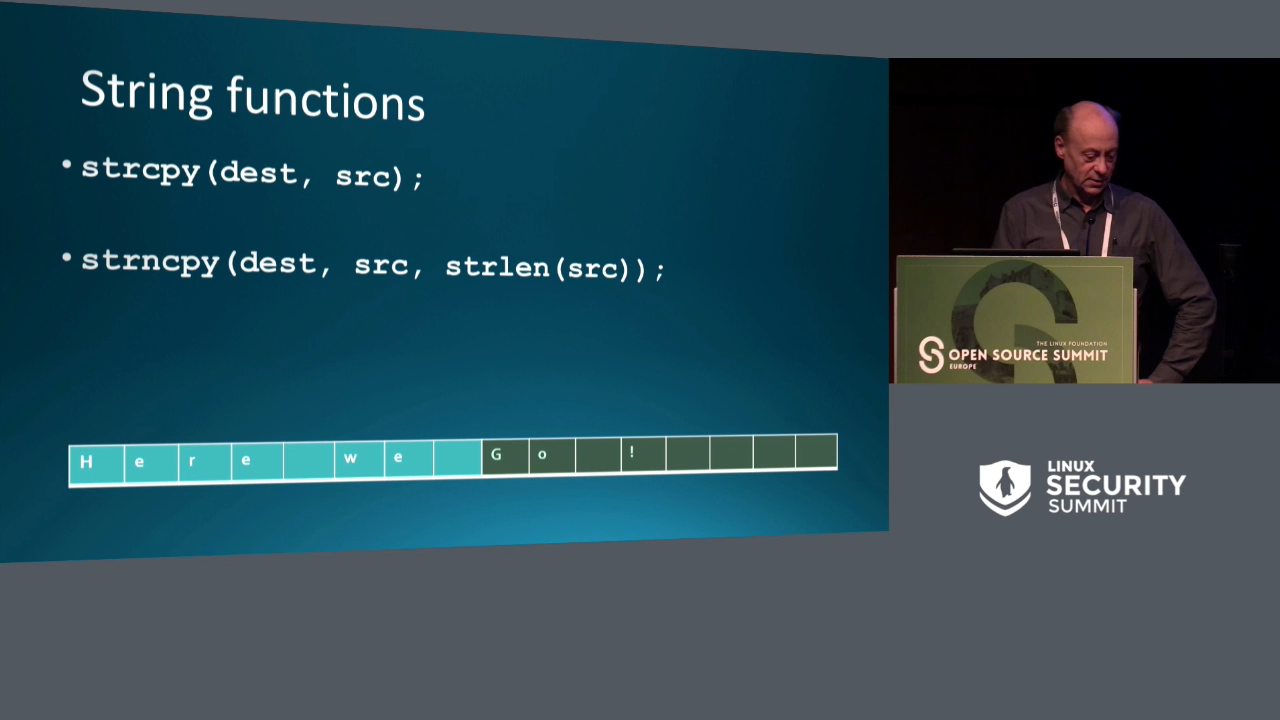 String functions
• strcpy(dest, src);
• strncpy(dest, src, strlen(src));
H e r e w e G o !
THE LINUX FOUNDATION
OPEN SOURCE SUMMIT
EUROPE
LINUX
SECURITY
SUMMIT